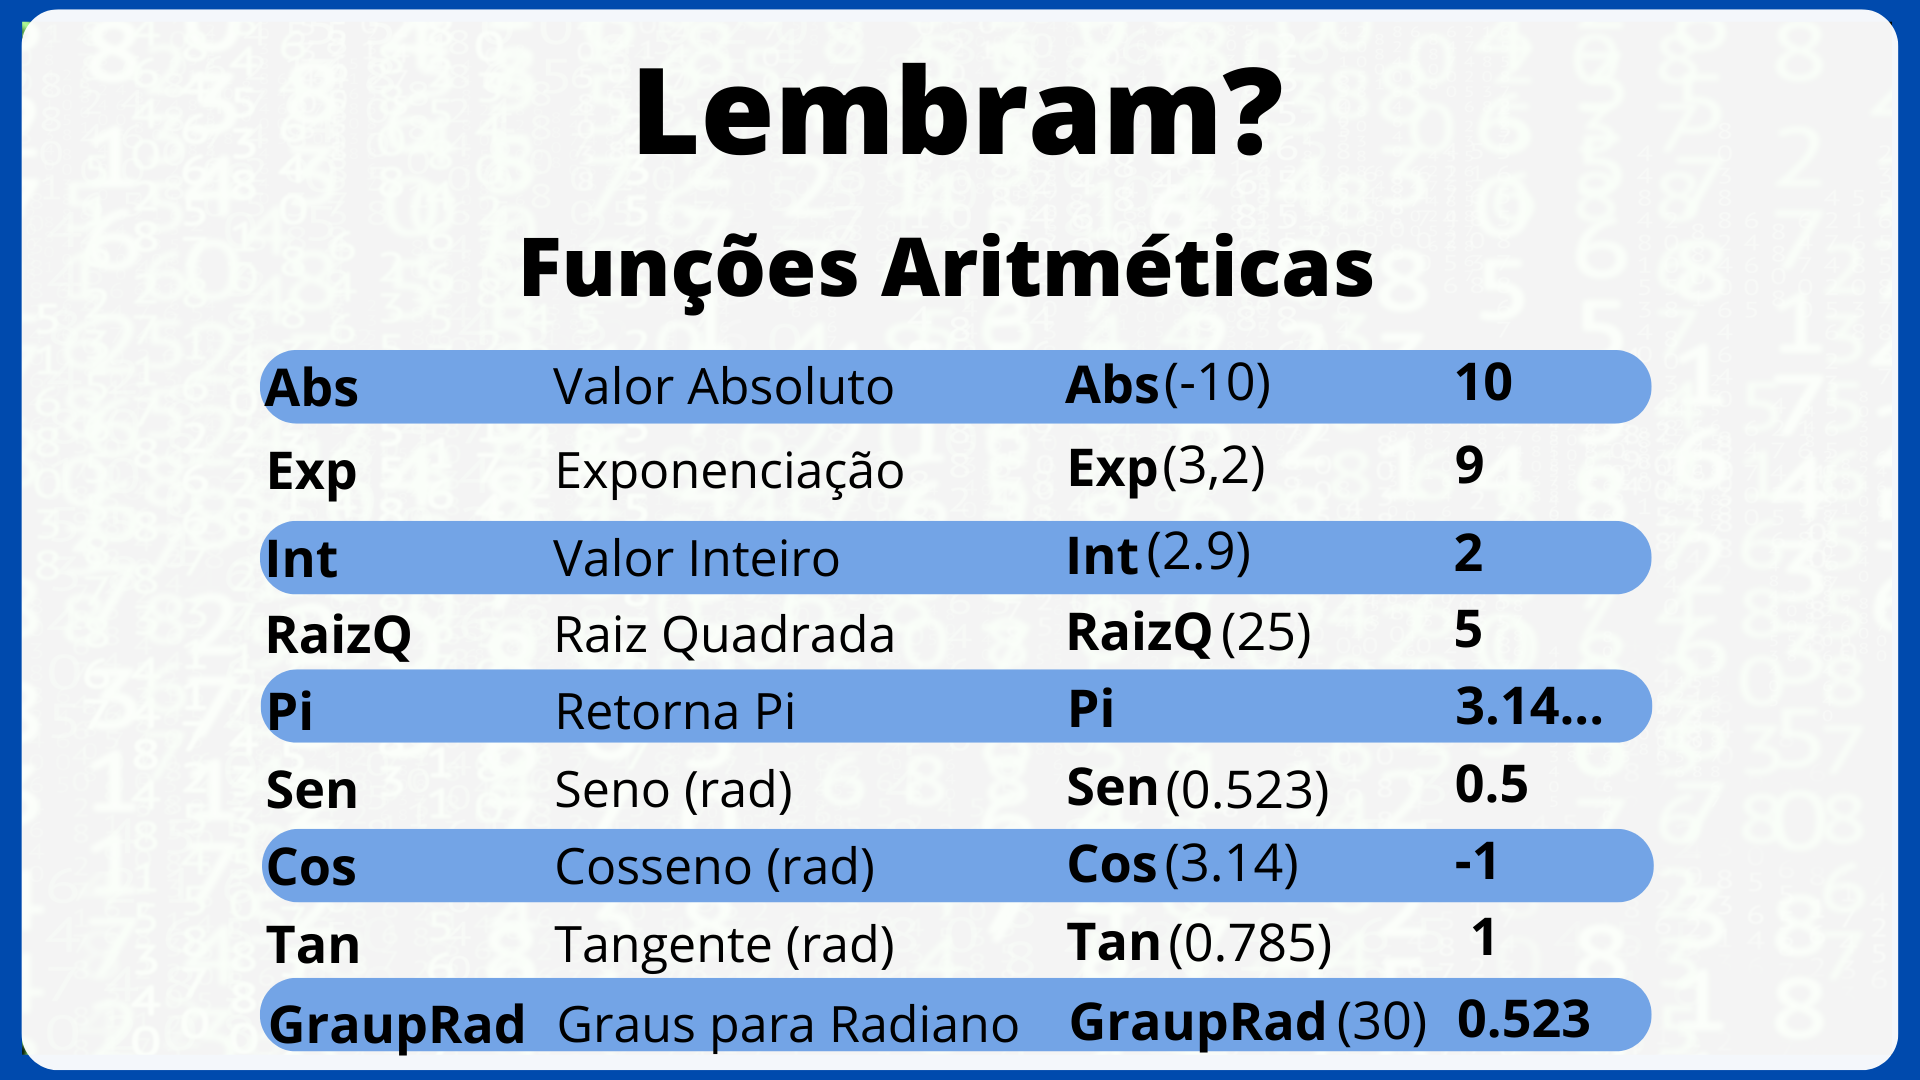 Lembram?
Funções Aritméticas
Abs Valor Absoluto Abs(-10) 10
Exp Exponenciação Exp(3,2) 9
Int Valor Inteiro Int (2.9) 2
RaizQ Raiz Quadrada RaizQ (25) 5
Pi Retorna Pi Pi 3.14...
Sen Seno (rad) Sen (0.523) 0.5
Cos Cosseno (rad) Cos (3.14) -1
Tan Tangente (rad) Tan (0.785) 1
GraupRad Graus para Radiano GraupRad (30) 0.523